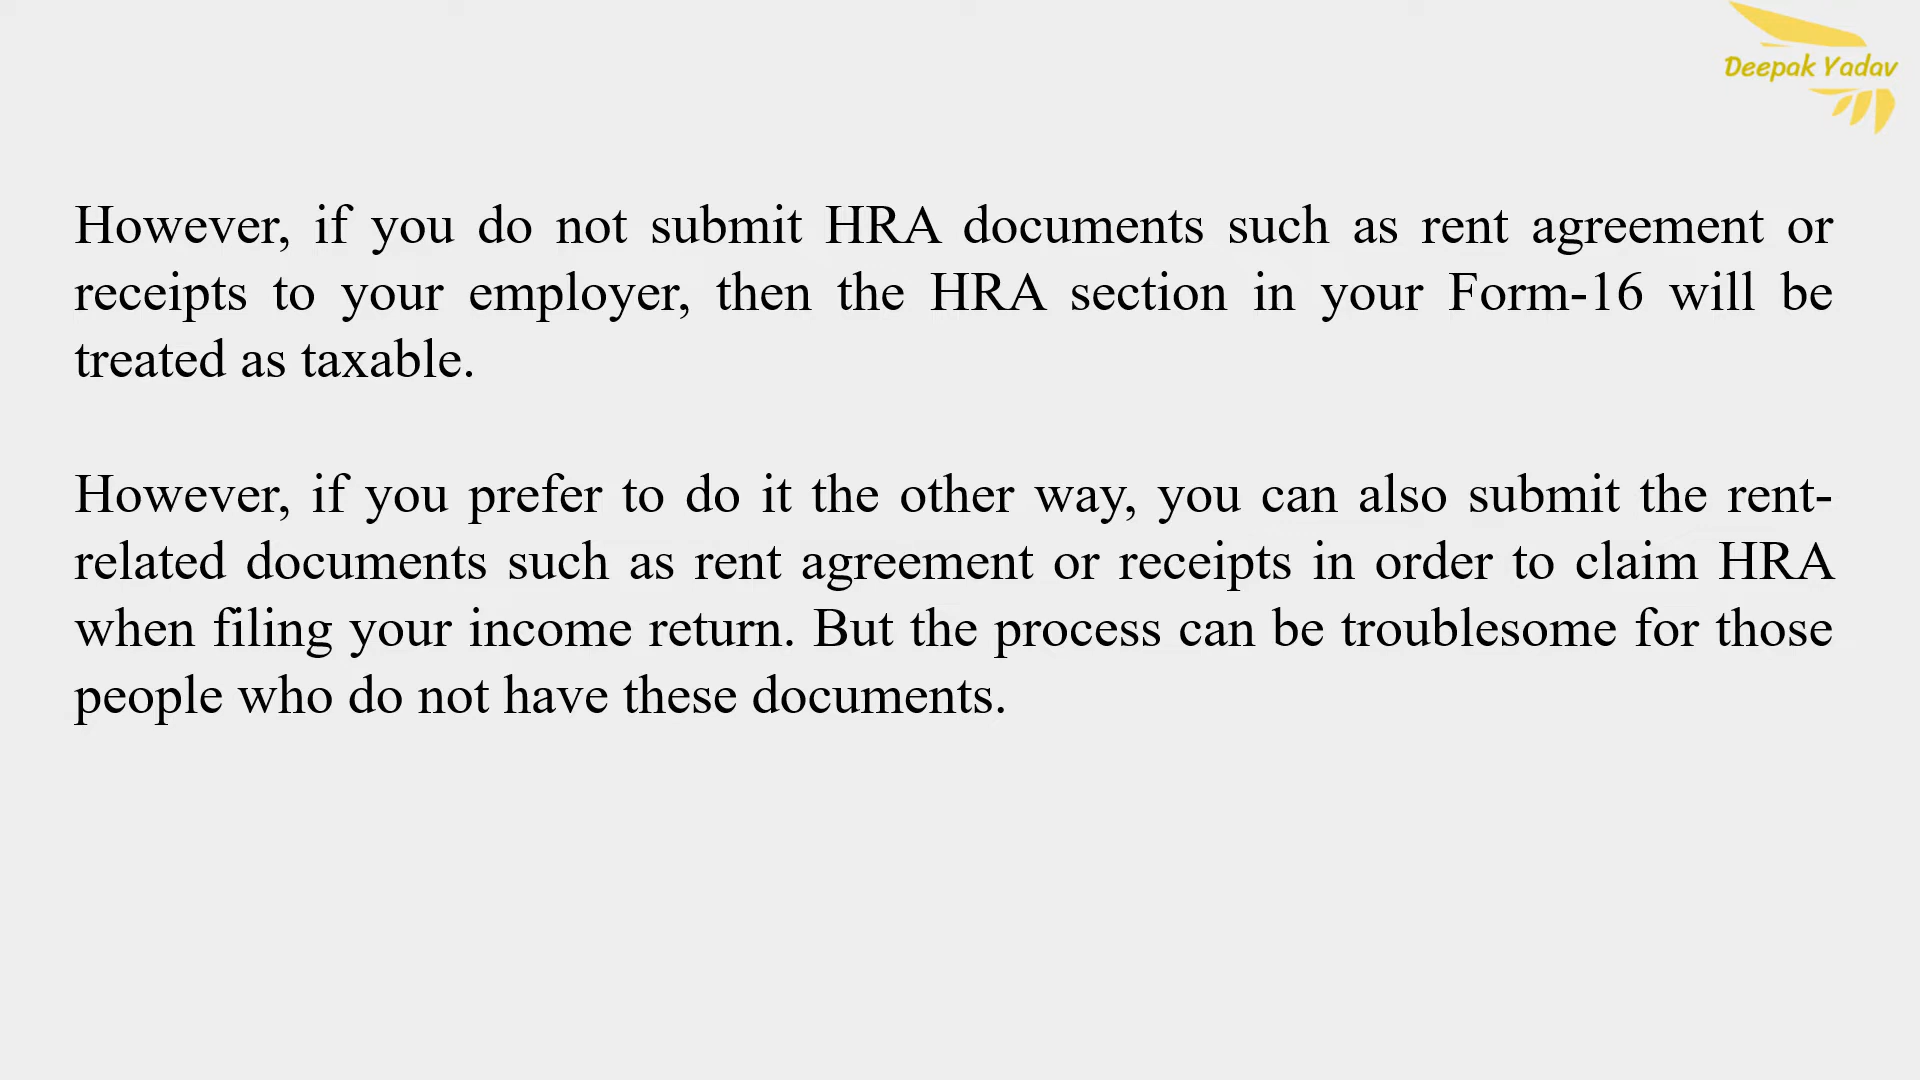 Deepak Yadav
However, if you do not submit HRA documents such as rent agreement or
receipts to your employer, then the HRA section in your Form-16 will be
treated as taxable.
However, if you prefer to do it the other way, you can also submit the rent-
related documents such as rent agreement or receipts in order to claim HRA
when filing your income return. But the process can be troublesome for those
people who do not have these documents.